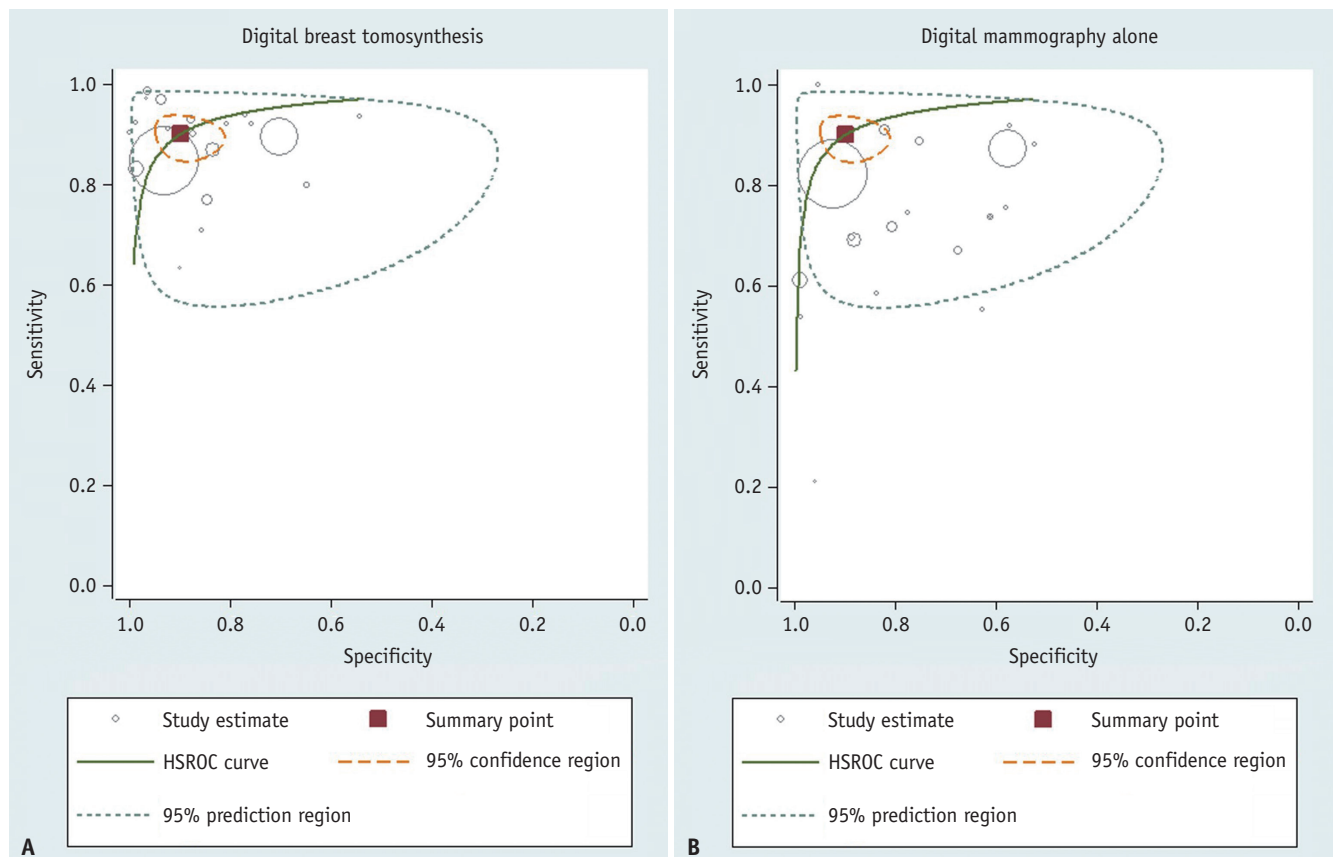 Digital breast tomosynthesis
1.0
0.8
0.6
0.4
0.2
0.0
Sensitivity
1.0 0.8 0.6 0.4 0.2 0.0
Specificity
Study estimate Summary point
HSROC curve 95% confidence region
95% prediction region
A
Digital mammography alone
1.0
0.8
0.6
0.4
0.2
0.0
Sensitivity
1.0 0.8 0.6 0.4 0.2 0.0
Specificity
Study estimate Summary point
HSROC curve 95% confidence region
95% prediction region
B